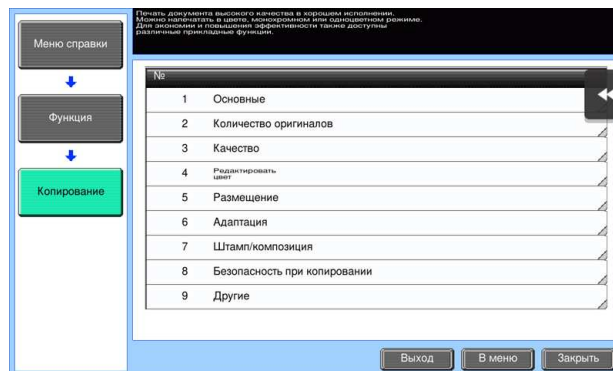 Печать документа высокого качества в хорошем исполнении.
Можно напечатать в цвете, монохромном или одноцветном режиме.
Для экономии и повышения эффективности также доступны
различные прикладные функции.
Меню справки
Функция
Копирование
№
1 Основные
2 Количество оригиналов
3 Качество
4 Редактировать
цвет
5 Размещение
6 Адаптация
7 Штамп/композиция
8 Безопасность при копировании
9 Другие
Выход
В меню
Закрыть